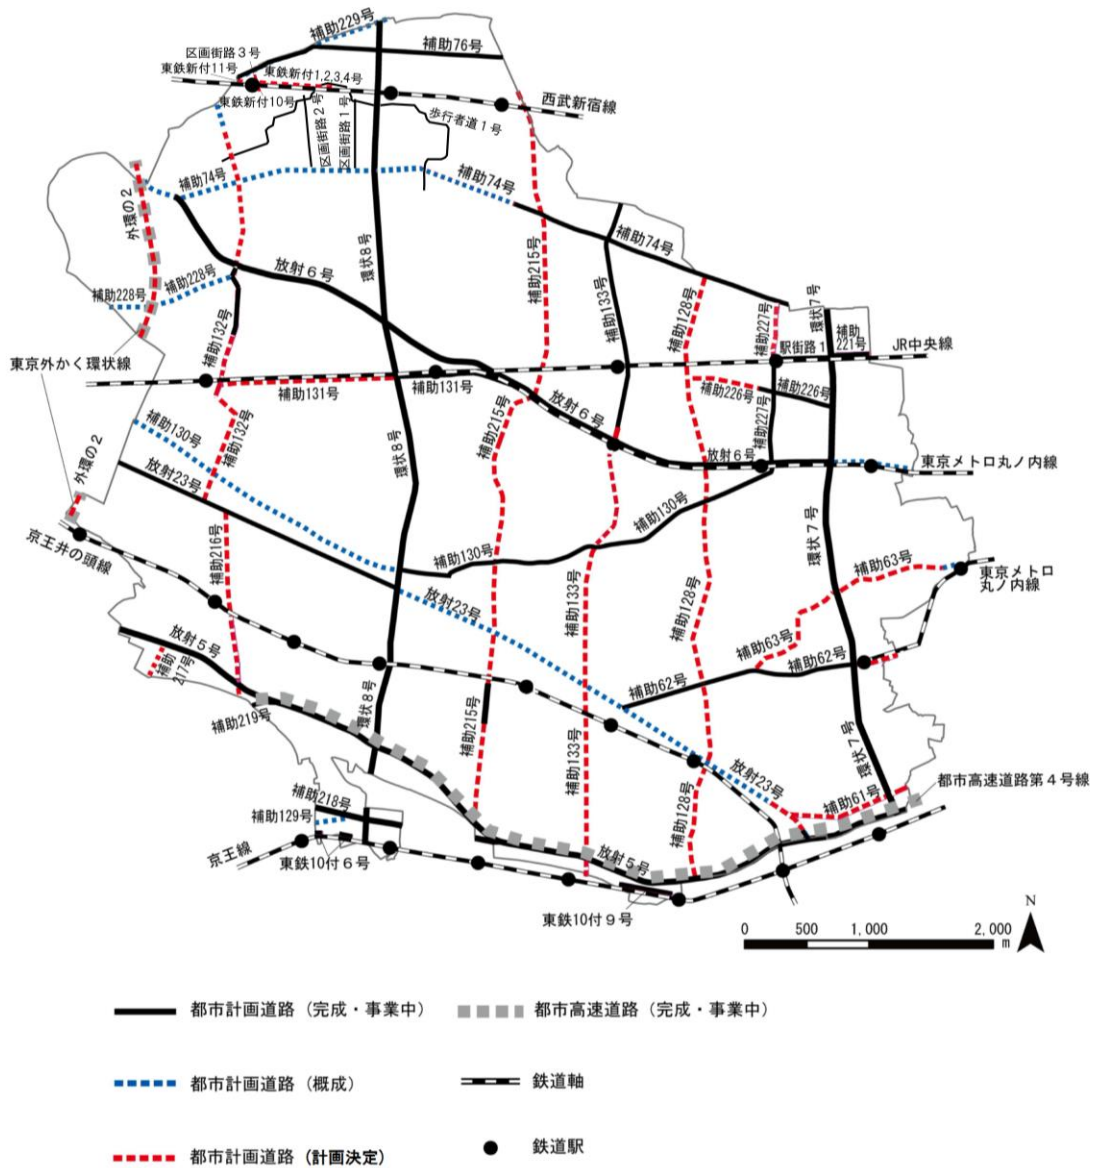 補助229号
補助76号
区画街路3号
東鉄新付11号
東鉄新付1,2,3,4号
東鉄新付10号
西武新宿線
区画街路2号
区画街路1号
歩行者道1号
補助74号
補助74号
外環の2
補助74号
環状8号
補助215号
放射6号
補助133号
補助128号
補助228号
補助228号
補助227号
環状7号
補助
221号
駅街路1
補助132号
JR中央線
東京外かく環状線
補助131号
補助131号
補助226号
補助226号
放射6号
補助227号
補助215号
補助130号
補助132号
外環の2
放射23号
環状8号
放射6号
東京メトロ丸ノ内線
補助130号
京王井の頭線
補助216号
補助130号
環状7号
補助63号
東京メトロ
丸ノ内線
放射23号
補助133号
補助128号
放射5号
補助
217号
補助63号
補助62号
補助62号
環状8号
補助219号
補助215号
補助133号
環状7号
放射23号
都市高速道路第4号線
補助61号
補助218号
補助129号
補助128号
京王線
東鉄10付6号
放射5号
東鉄10付9号
N
0 500 1,000 2,000
m
都市計画道路（完成・事業中）
都市高速道路（完成・事業中）
都市計画道路（概成）
鉄道軸
都市計画道路（計画決定）
鉄道駅